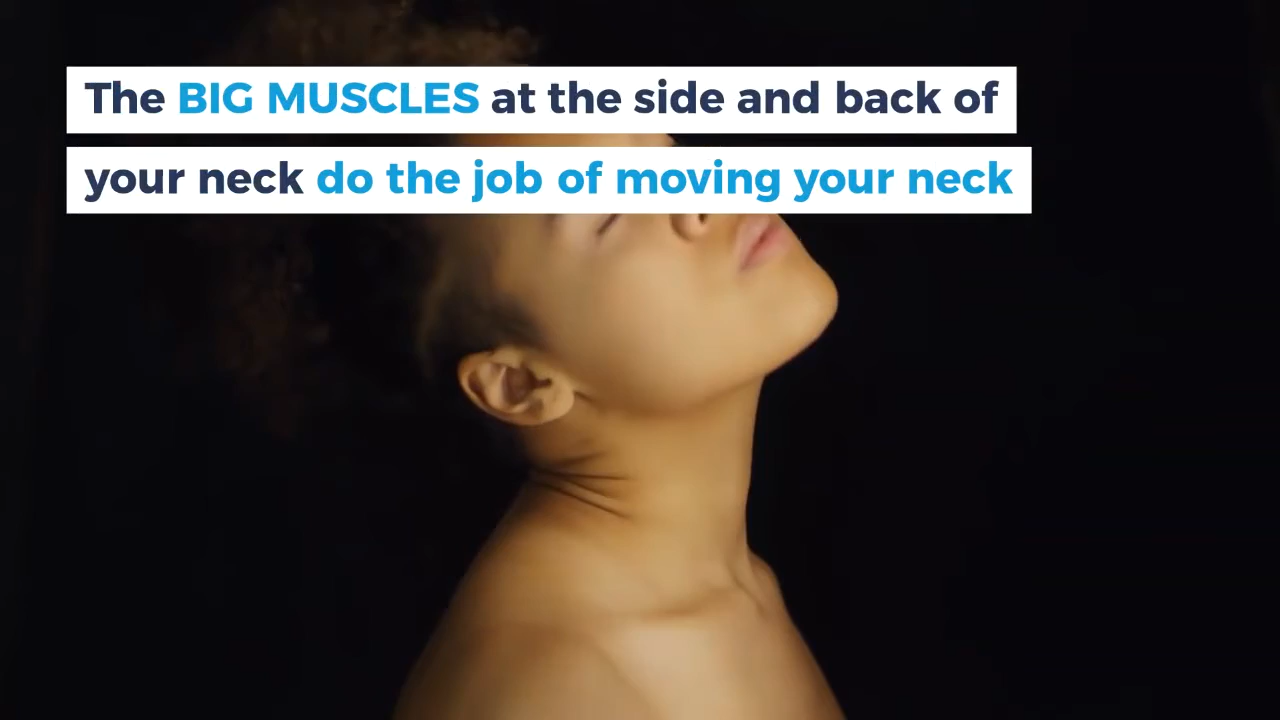 The BIG MUSCLES at the side and back of
your neck do the job of moving your neck